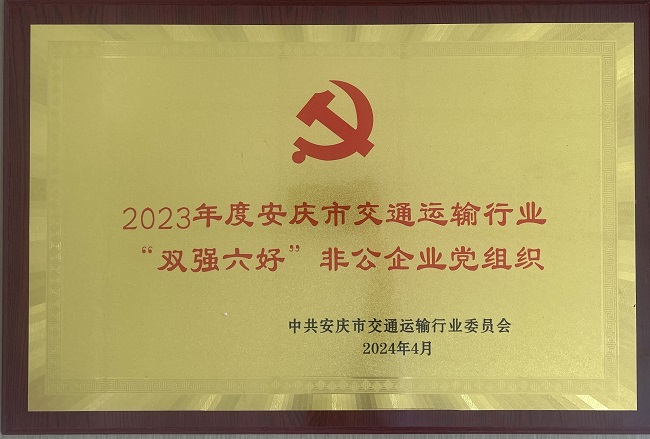 2023年度安庆市交通运输行业
“双强六好”非公企业党组织
中共安庆市交通运输行业委员会
2024年4月